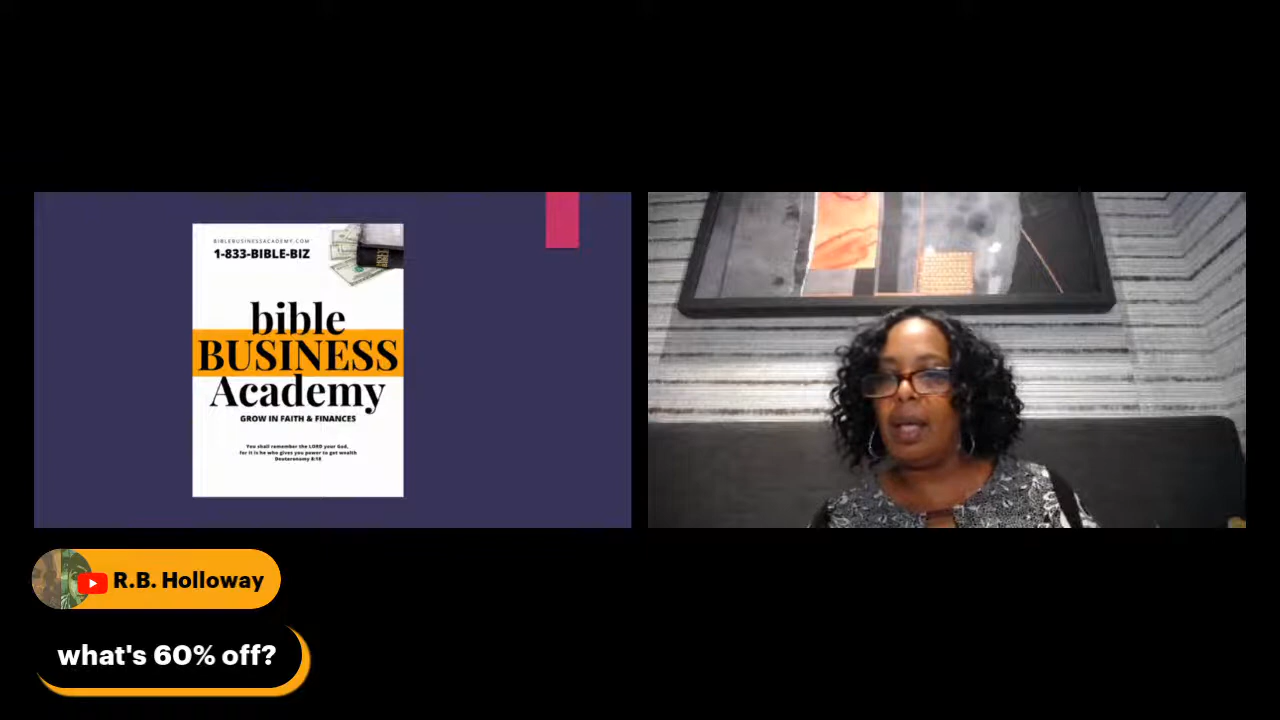 BIBLEBUSINESSACADEMY.COM
1-833-BIBLE-BIZ
bible
BUSINESS
Academy
GROW IN FAITH & FINANCES
You shall remember the LORD your God,
for it is he who gives you power to get wealth
Deuteronomy 8:18
R.B. Holloway
what's 60% off?